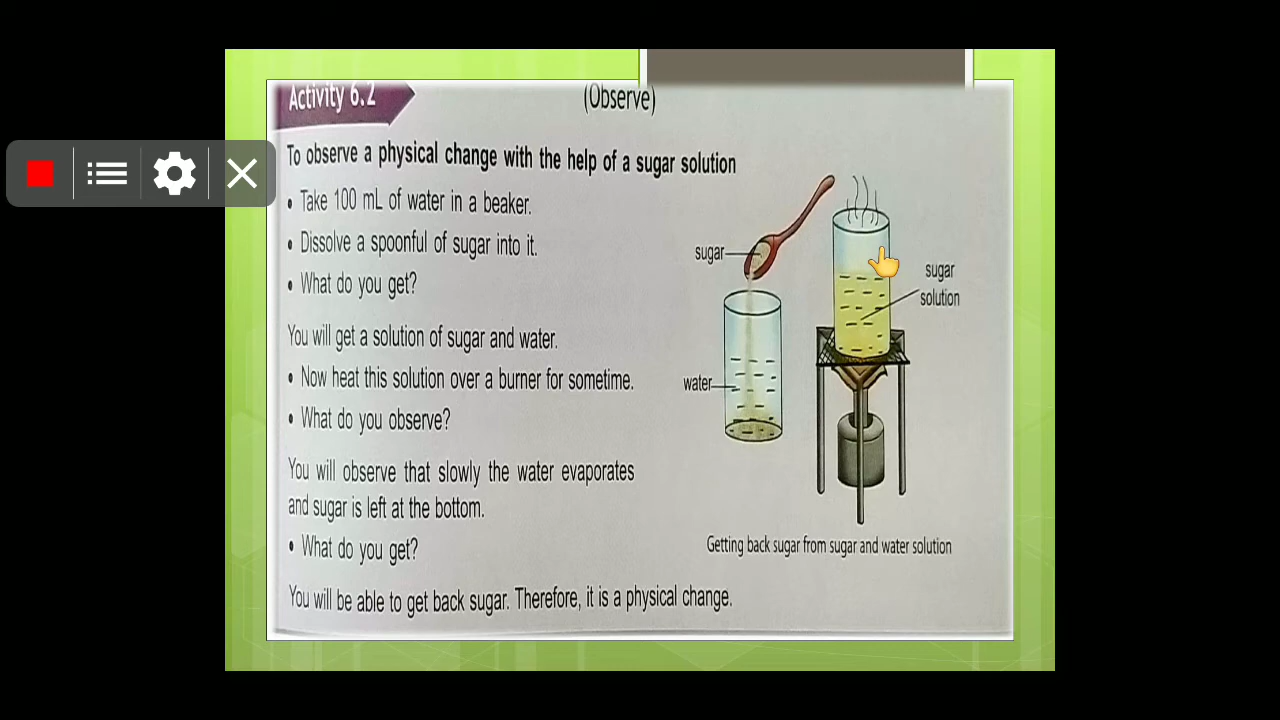 Activity 6.2
(Observe)
To observe a physical change with the help of a sugar solution
• Take 100 mL of water in a beaker.
• Dissolve a spoonful of sugar into it.
• What do you get?
You will get a solution of sugar and water.
• Now heat this solution over a burner for sometime.
• What do you observe?
You will observe that slowly the water evaporates
and sugar is left at the bottom.
• What do you get?
You will be able to get back sugar. Therefore, it is a physical change.
sugar
water
sugar
solution
Getting back sugar from sugar and water solution